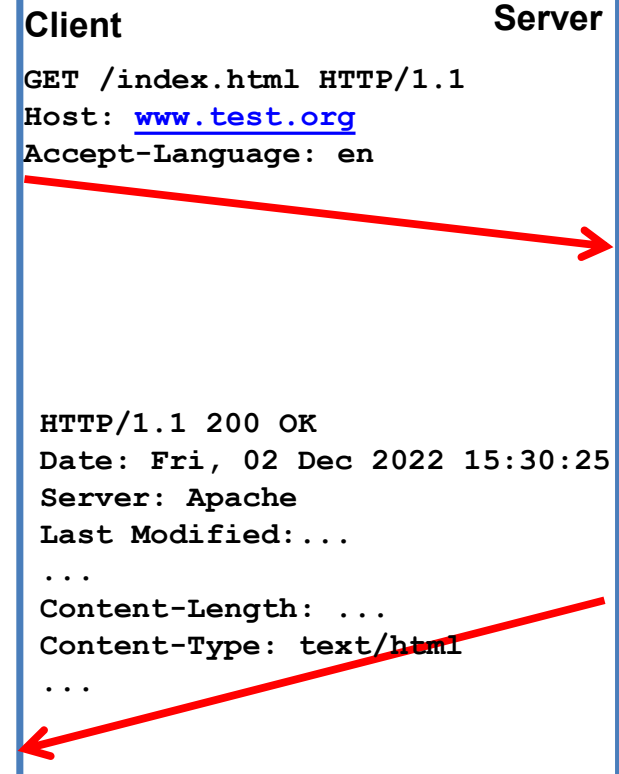 Client Server
GET /index.html HTTP/1.1
Host: www.test.org
Accept-Language: en
HTTP/1.1 200 OK
Date: Fri, 02 Dec 2022 15:30:25
Server: Apache
Last Modified:...
...
Content-Length: ...
Content-Type: text/html
...